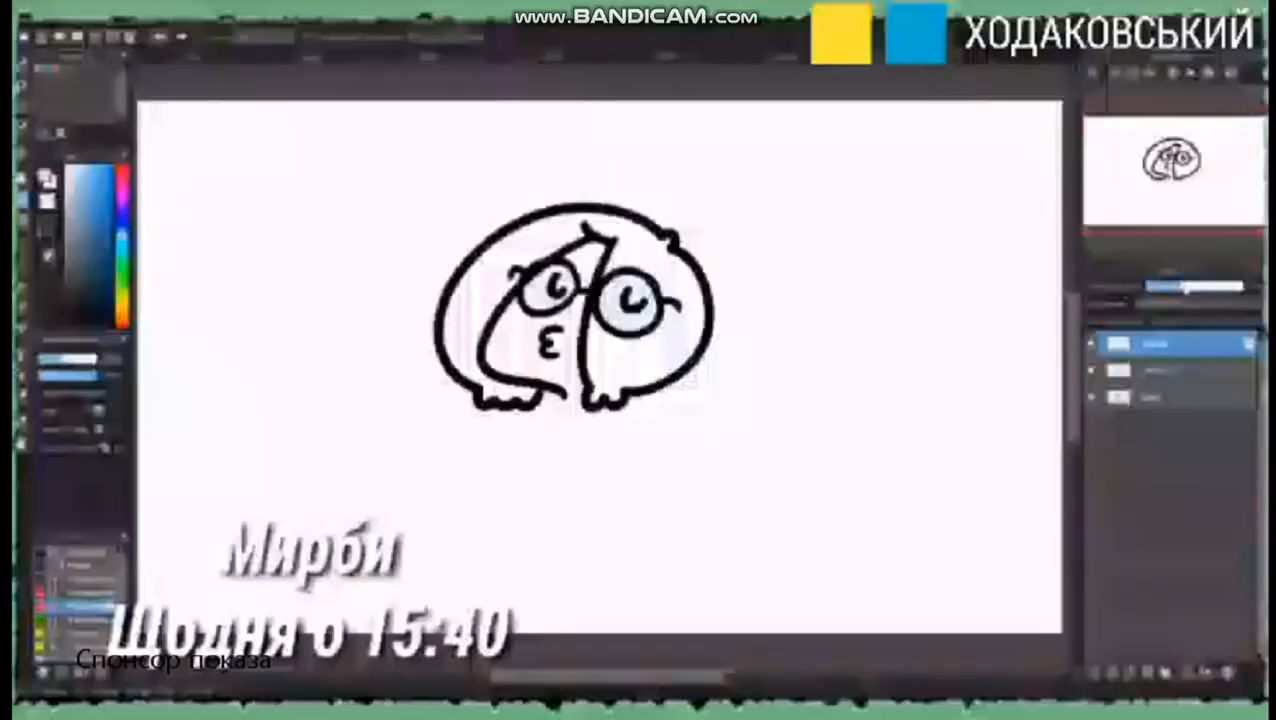 www.BANDICAM.com
ХОДАКОВСЬКИЙ
Мирби
Щодня о 15:40
Спонсор показа